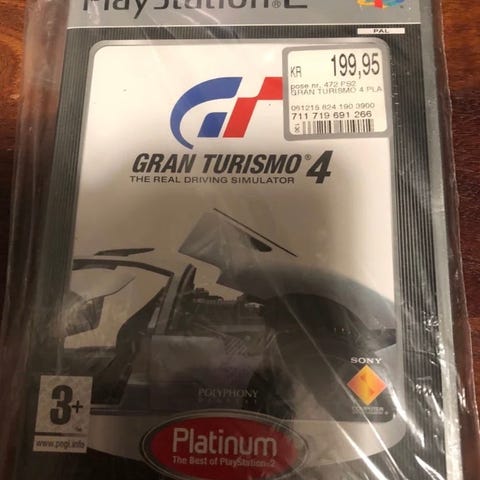 PlayStation®2
PAL
KR 199,95
pose nr. 472 PS2
GRAN TURISMO 4 PLA
061215 824 190 3900
711 719 691 266
GT
GRAN TURISMO®4
THE REAL DRIVING SIMULATOR
SONY
COMPUTER
POLYPHONY
DIGITAL
3+
www.pegi.info
Platinum
The Best of PlayStation®2